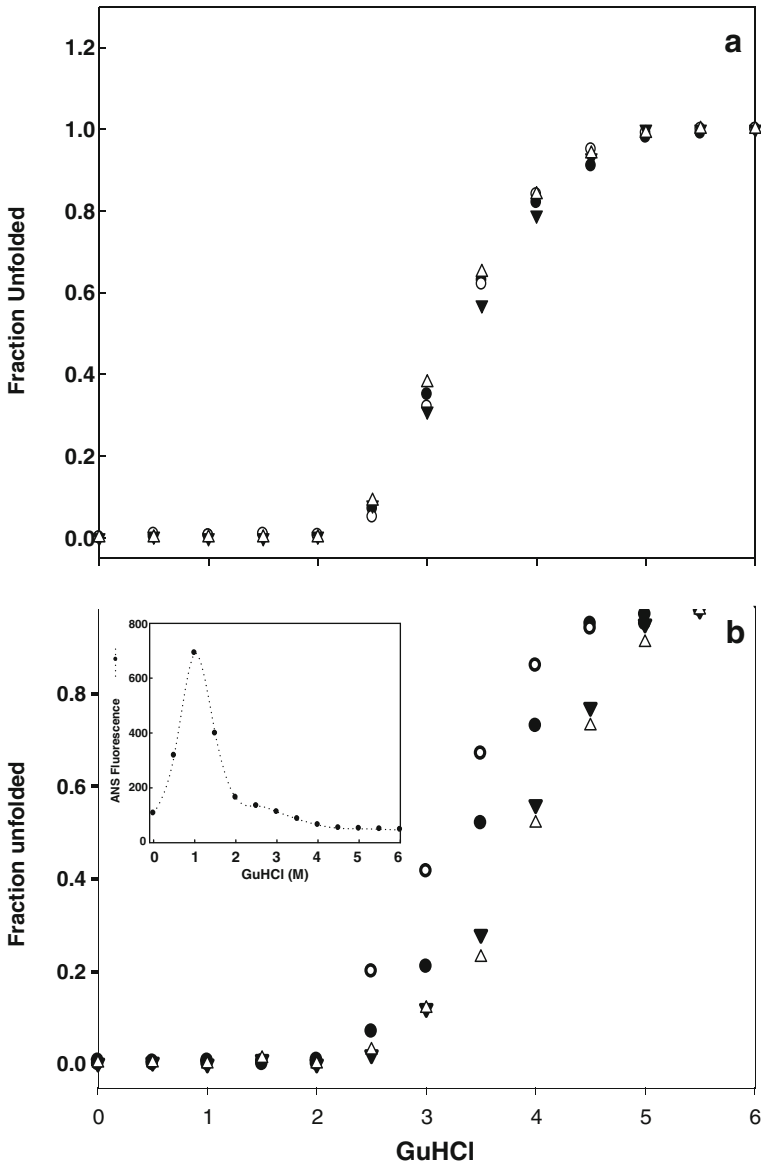 a
1.2
1.0
0.8
0.6
0.4
0.2
0.0
Fraction Unfolded
b
0.8
0.6
0.4
0.2
0.0
Fraction unfolded
800
600
400
200
0
ANS Fluorescence
0 1 2 3 4 5 6
GuHCl (M)
0 1 2 3 4 5 6
GuHCl